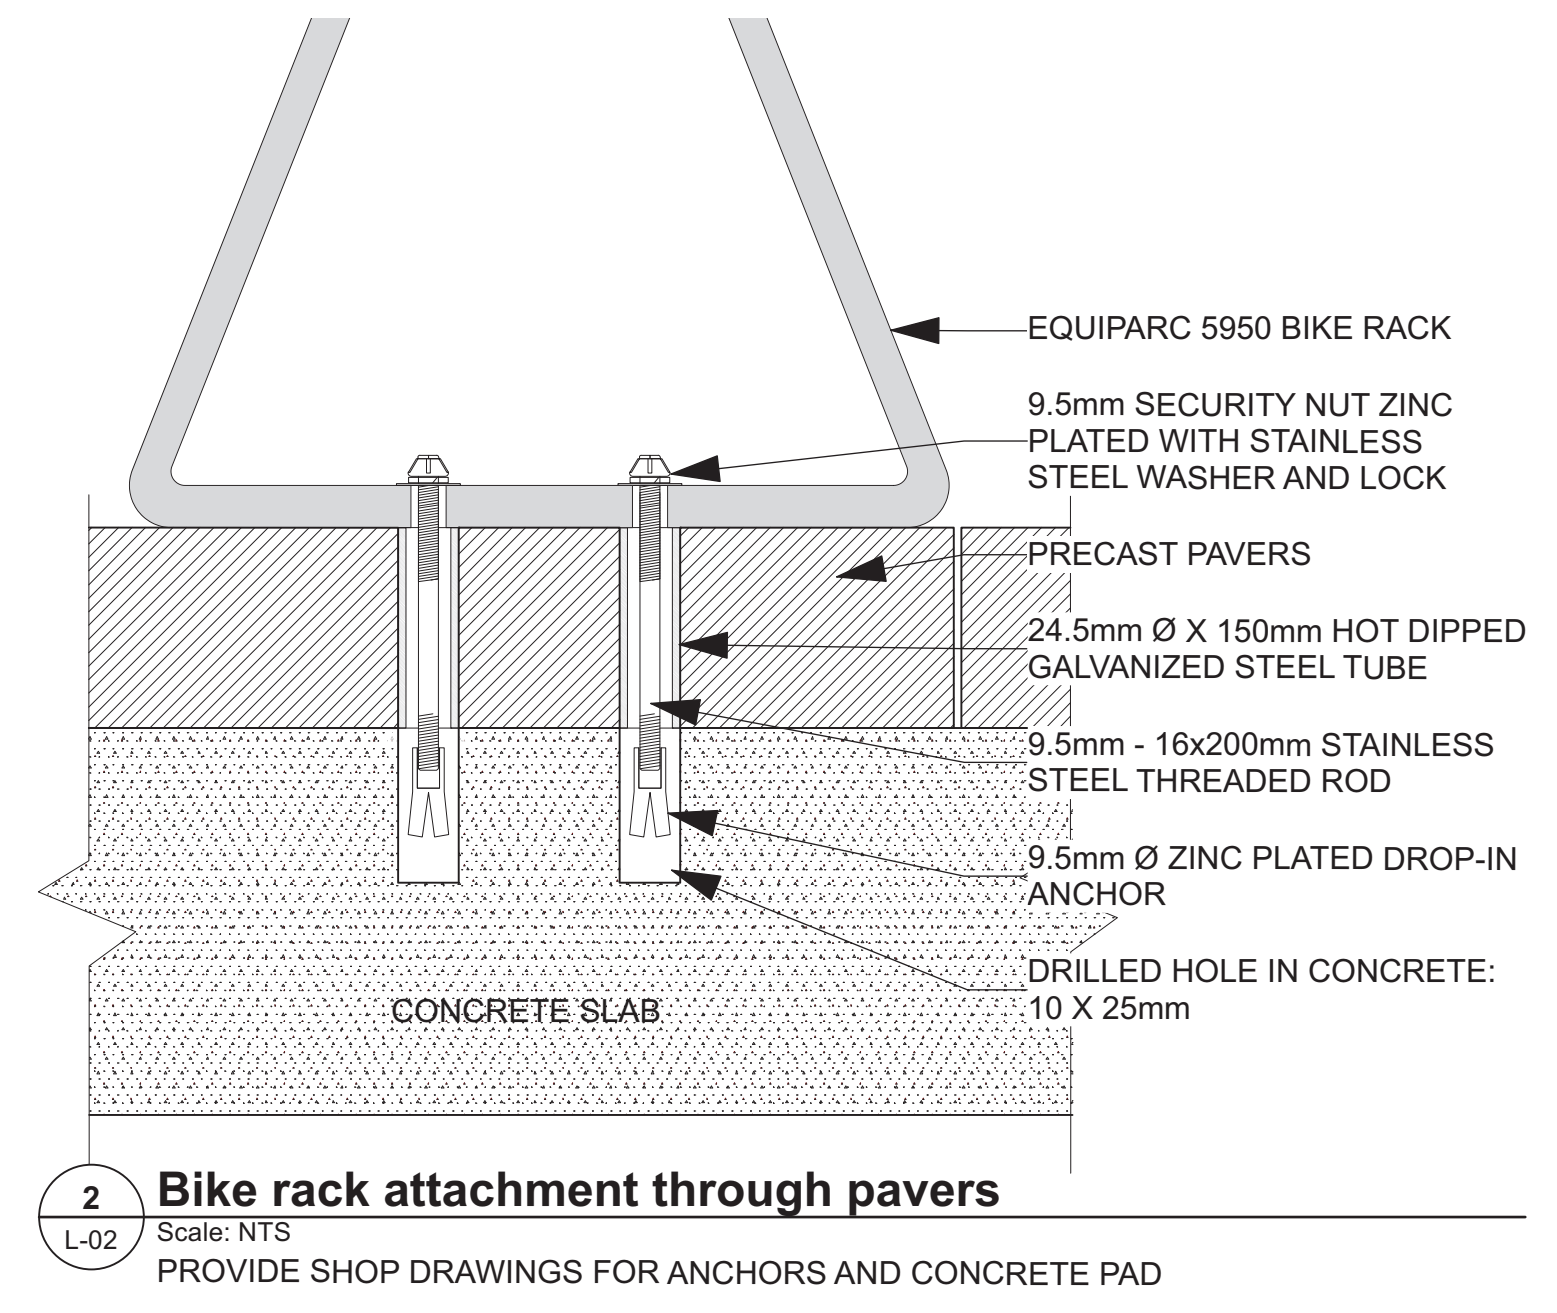 EQUIPARC 5950 BIKE RACK
9.5mm SECURITY NUT ZINC
PLATED WITH STAINLESS
STEEL WASHER AND LOCK
PRECAST PAVERS
24.5mm Ø X 150mm HOT DIPPED
GALVANIZED STEEL TUBE
9.5mm - 16x200mm STAINLESS
STEEL THREADED ROD
9.5mm Ø ZINC PLATED DROP-IN
ANCHOR
DRILLED HOLE IN CONCRETE:
10 X 25mm
CONCRETE SLAB
2
L-02
Bike rack attachment through pavers
Scale: NTS
PROVIDE SHOP DRAWINGS FOR ANCHORS AND CONCRETE PAD